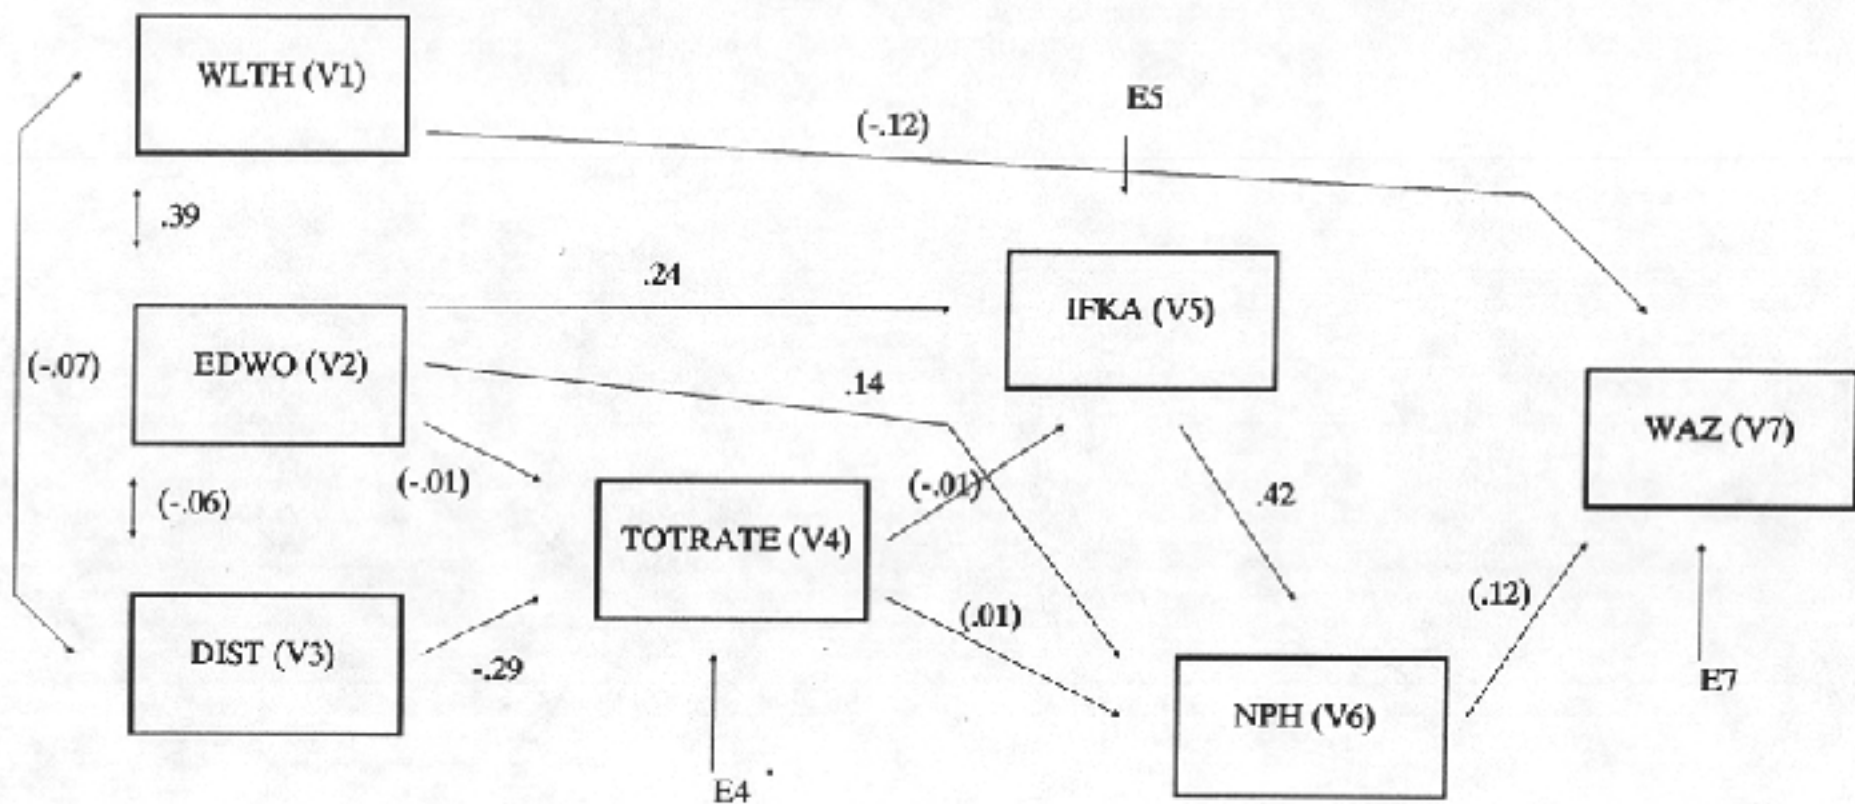 WLTH (V1)
E5
(-.12)
.39
.24
IFKA (V5)
(-.07)
EDWO (V2)
.14
WAZ (V7)
(-.01)
(-.01)
.42
(-.06)
TOTRATE (V4)
(.12)
(.01)
DIST (V3)
-.29
E7
NPH (V6)
E4